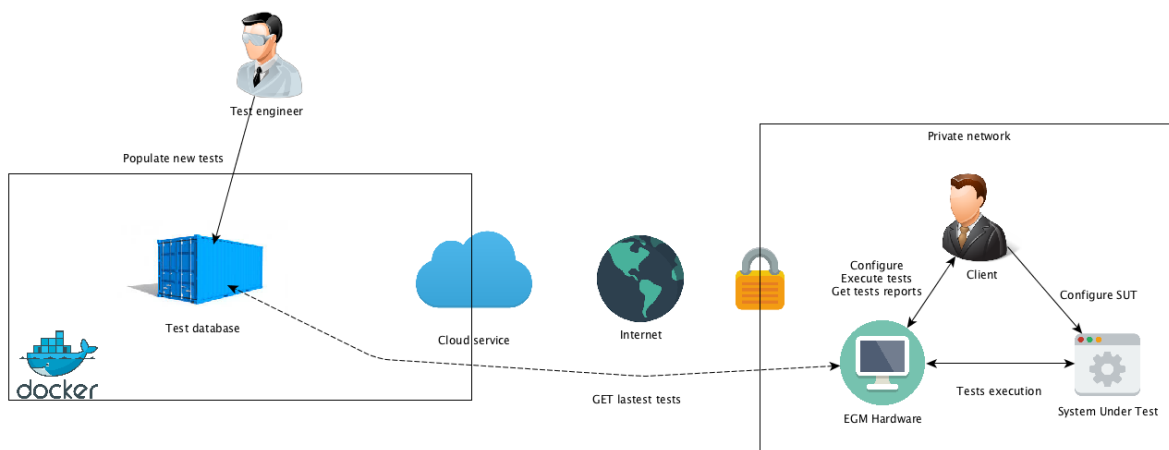 Test engineer
Populate new tests
Private network
Configure
Execute tests
Get tests reports
Client
Configure SUT
Test database
Cloud service
Internet
docker
GET lastest tests
Tests execution
EGM Hardware
System Under Test